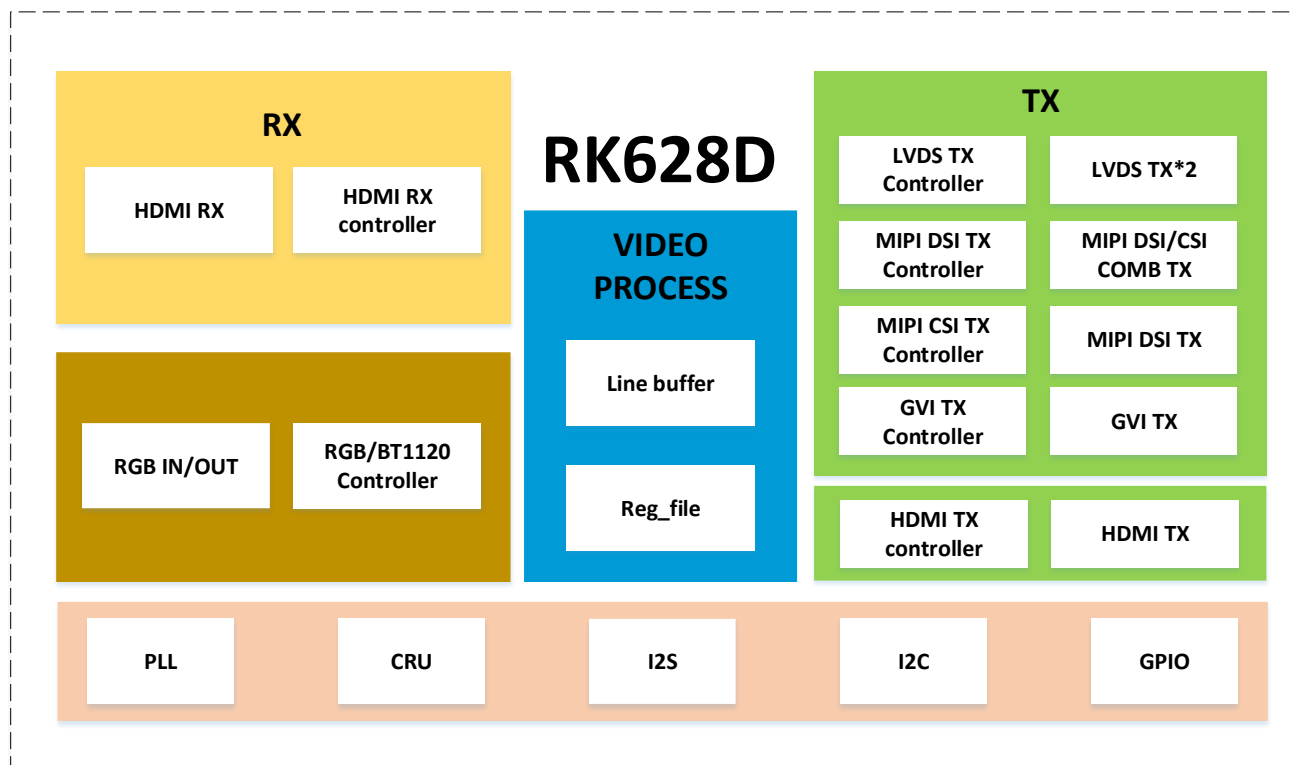 RX
HDMI RX
HDMI RX
controller
RGB IN/OUT
RGB/BT1120
Controller
RK628D
VIDEO
PROCESS
Line buffer
Reg_file
TX
LVDS TX
Controller
LVDS TX*2
MIPI DSI TX
Controller
MIPI DSI/CSI
COMB TX
MIPI CSI TX
Controller
MIPI DSI TX
GVI TX
Controller
GVI TX
HDMI TX
controller
HDMI TX
PLL
CRU
I2S
I2C
GPIO